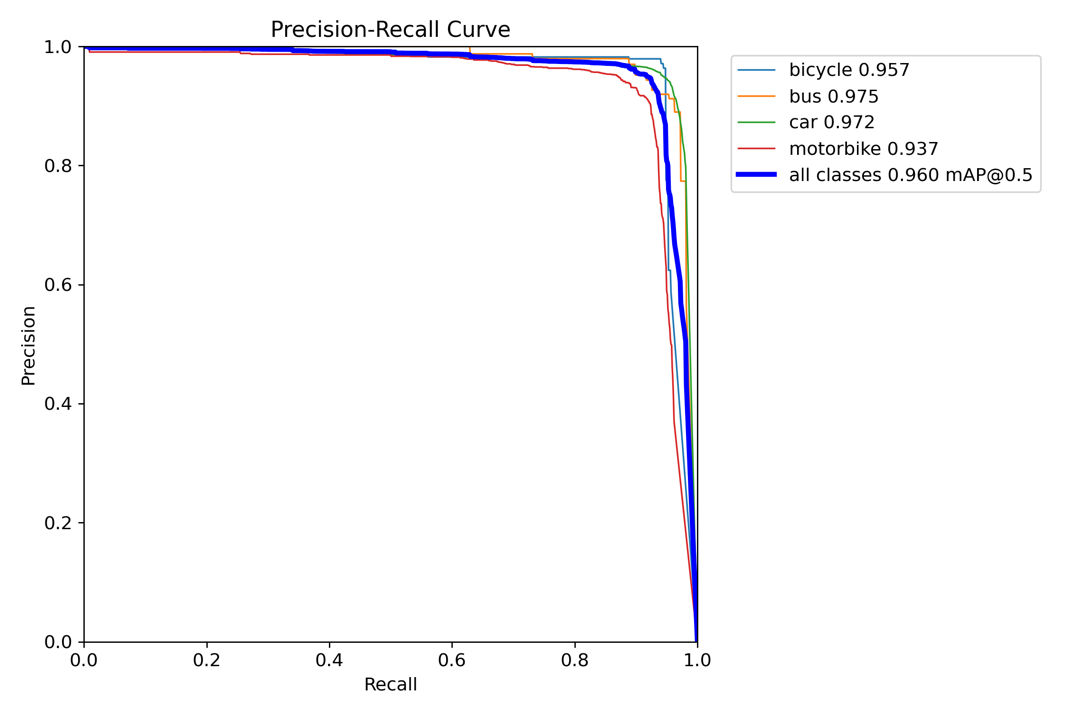 Precision-Recall Curve
1.0
0.8
0.6
0.4
0.2
0.0
Precision
0.0 0.2 0.4 0.6 0.8 1.0
Recall
bicycle 0.957
bus 0.975
car 0.972
motorbike 0.937
all classes 0.960 mAP@0.5